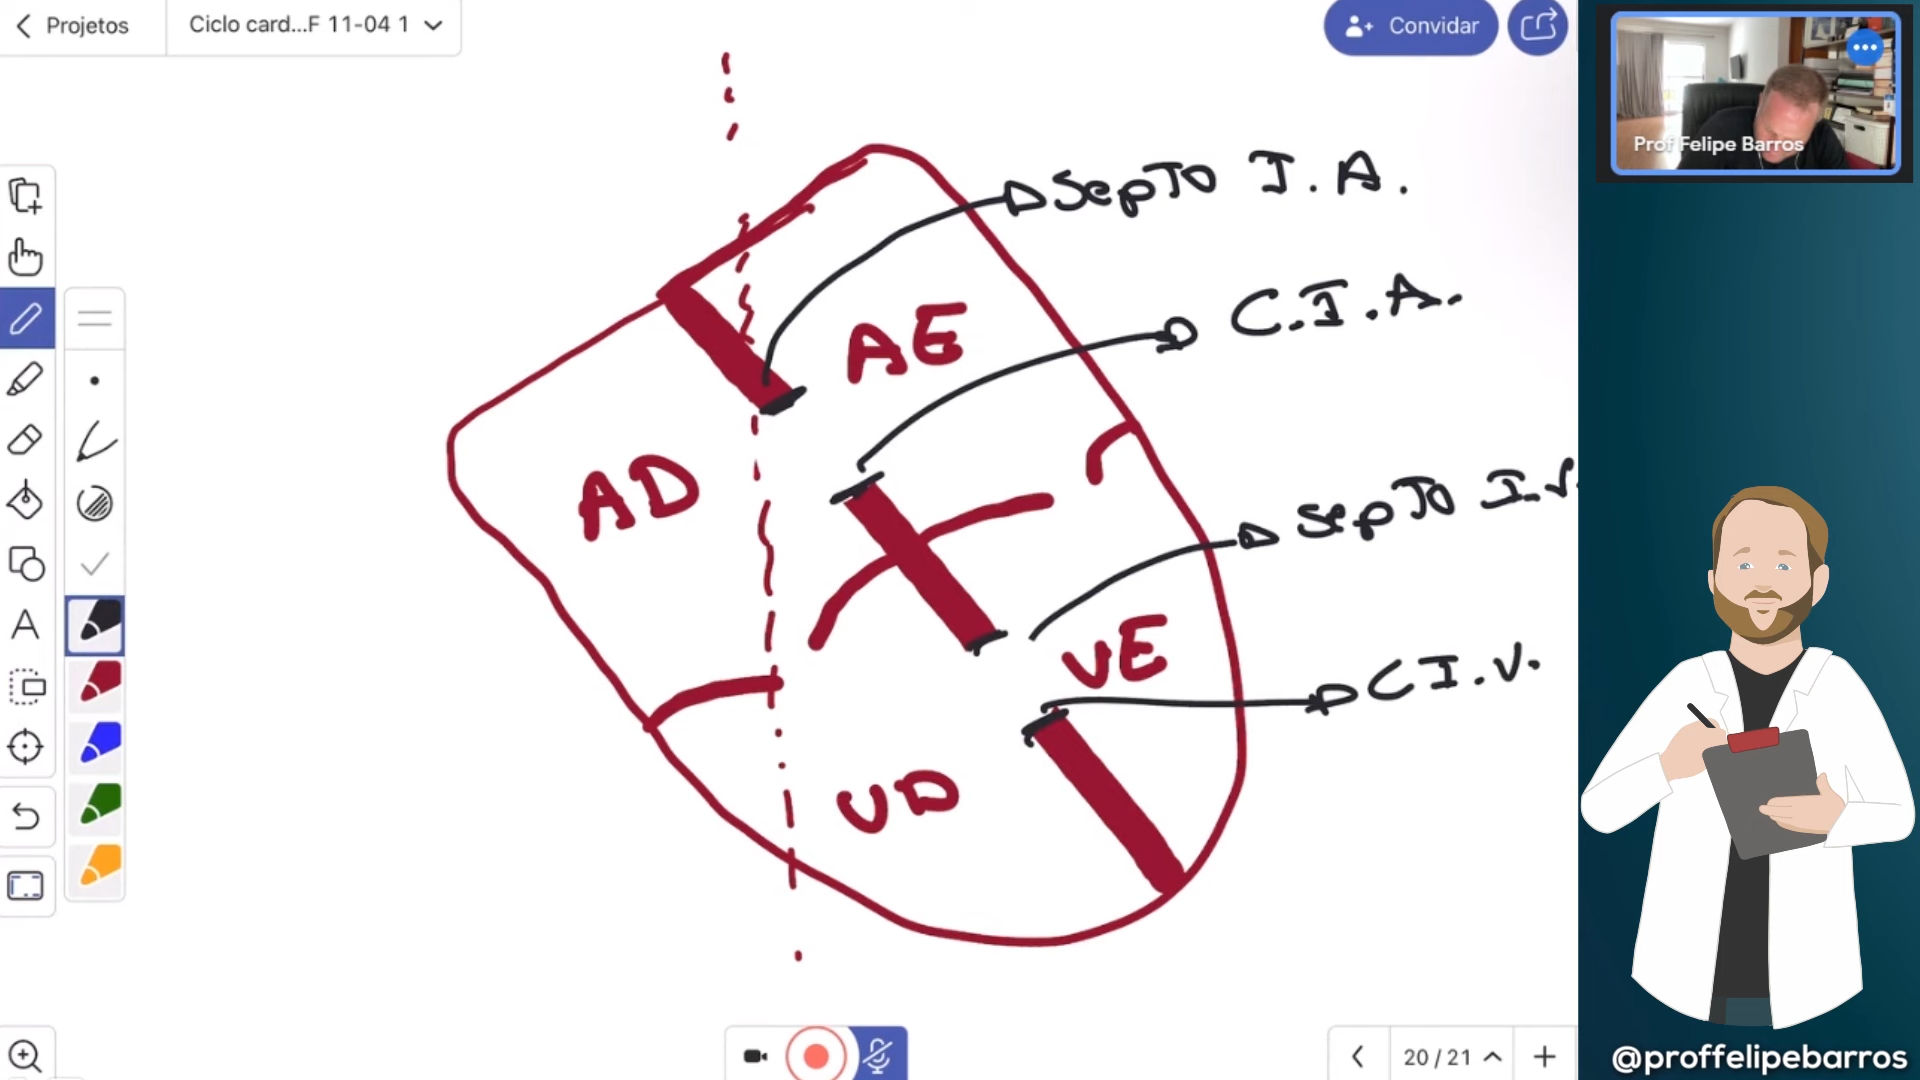 Projetos
Ciclo card...F 11-04 1
Convidar
Prof Felipe Barros
SepTO I.A.
C.I.A.
AE
AD
SepTO I.V.
VE
C I.V.
VD
A
20 / 21
@proffelipebarros